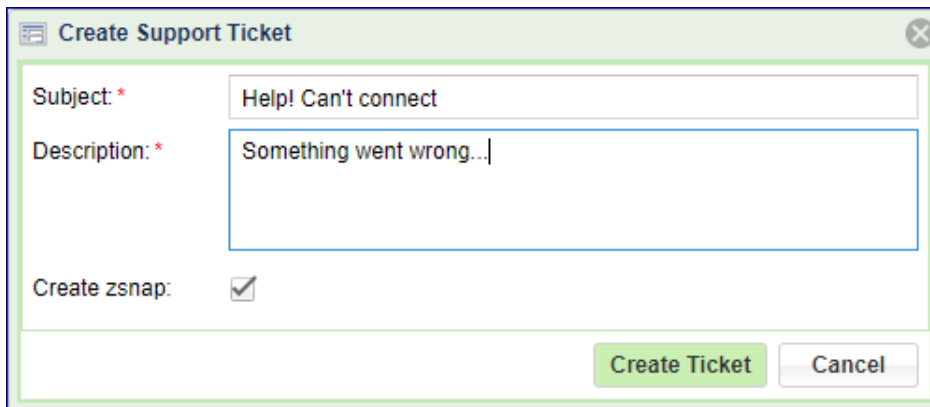 Create Support Ticket
Subject: * Help! Can't connect
Description: * Something went wrong...
Create zsnap:
Create Ticket Cancel